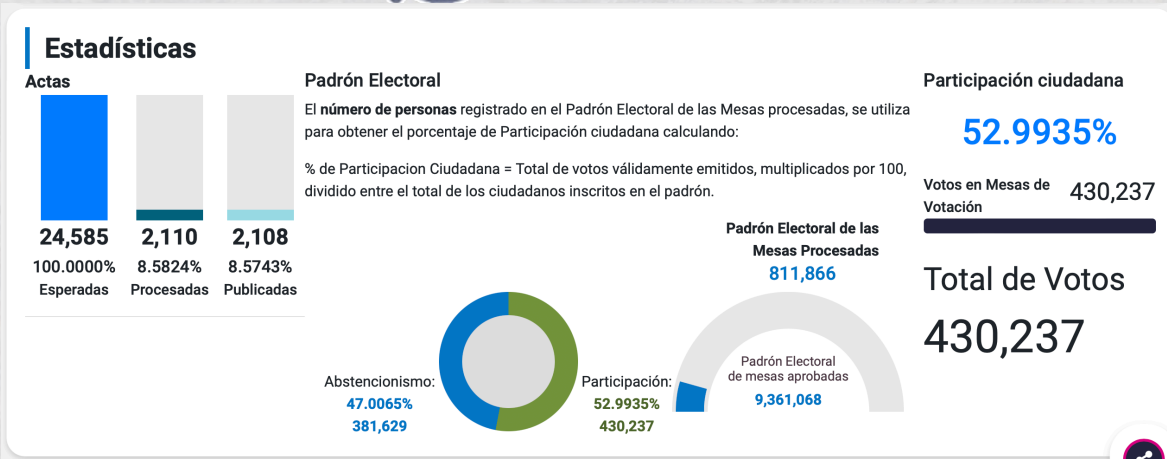 Estadísticas
Actas
24,585
100.0000%
Esperadas
2,110
8.5824%
Procesadas
2,108
8.5743%
Publicadas
Padrón Electoral
El número de personas registrado en el Padrón Electoral de las Mesas procesadas, se utiliza
para obtener el porcentaje de Participación ciudadana calculando:
% de Participacion Ciudadana = Total de votos válidamente emitidos, multiplicados por 100,
dividido entre el total de los ciudadanos inscritos en el padrón.
Abstencionismo:
47.0065%
381,629
Participación:
52.9935%
430,237
Padrón Electoral de las
Mesas Procesadas
811,866
Padrón Electoral
de mesas aprobadas
9,361,068
Participación ciudadana
52.9935%
Votos en Mesas de
Votación
430,237
Total de Votos
430,237